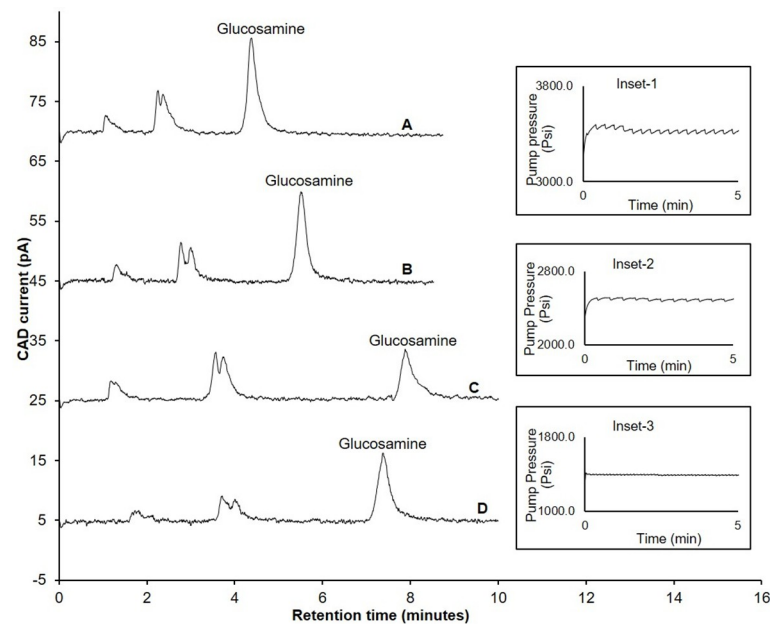 Glucosamine
85
75
65
55
45
35
25
15
5
-5
CAD current (pA)
A
Glucosamine
B
Glucosamine
C
Glucosamine
D
0 2 4 6 8 10 12 14 16
Retention time (minutes)
Inset-1
3800.0
3000.0
Pump pressure
(Psi)
0 5
Time (min)
Inset-2
2800.0
2000.0
Pump Pressure
(Psi)
0 5
Time (min)
Inset-3
1800.0
1000.0
Pump Pressure
(Psi)
0 5
Time (min)